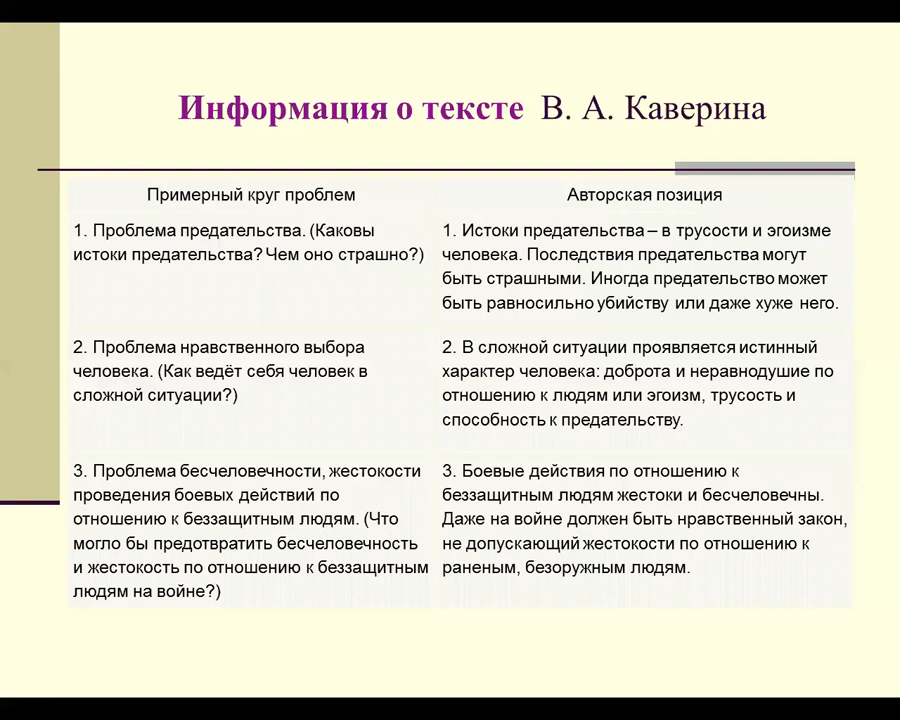 Информация о тексте В. А. Каверина
Примерный круг проблем
Авторская позиция
1. Проблема предательства. (Каковы
истоки предательства? Чем оно страшно?)
1. Истоки предательства – в трусости и эгоизме
человека. Последствия предательства могут
быть страшными. Иногда предательство может
быть равносильно убийству или даже хуже него.
2. Проблема нравственного выбора
человека. (Как ведёт себя человек в
сложной ситуации?)
2. В сложной ситуации проявляется истинный
характер человека: доброта и неравнодушие по
отношению к людям или эгоизм, трусость и
способность к предательству.
3. Проблема бесчеловечности, жестокости
проведения боевых действий по
отношению к беззащитным людям. (Что
могло бы предотвратить бесчеловечность
и жестокость по отношению к беззащитным
людям на войне?)
3. Боевые действия по отношению к
беззащитным людям жестоки и бесчеловечны.
Даже на войне должен быть нравственный закон,
не допускающий жестокости по отношению к
раненым, безоружным людям.